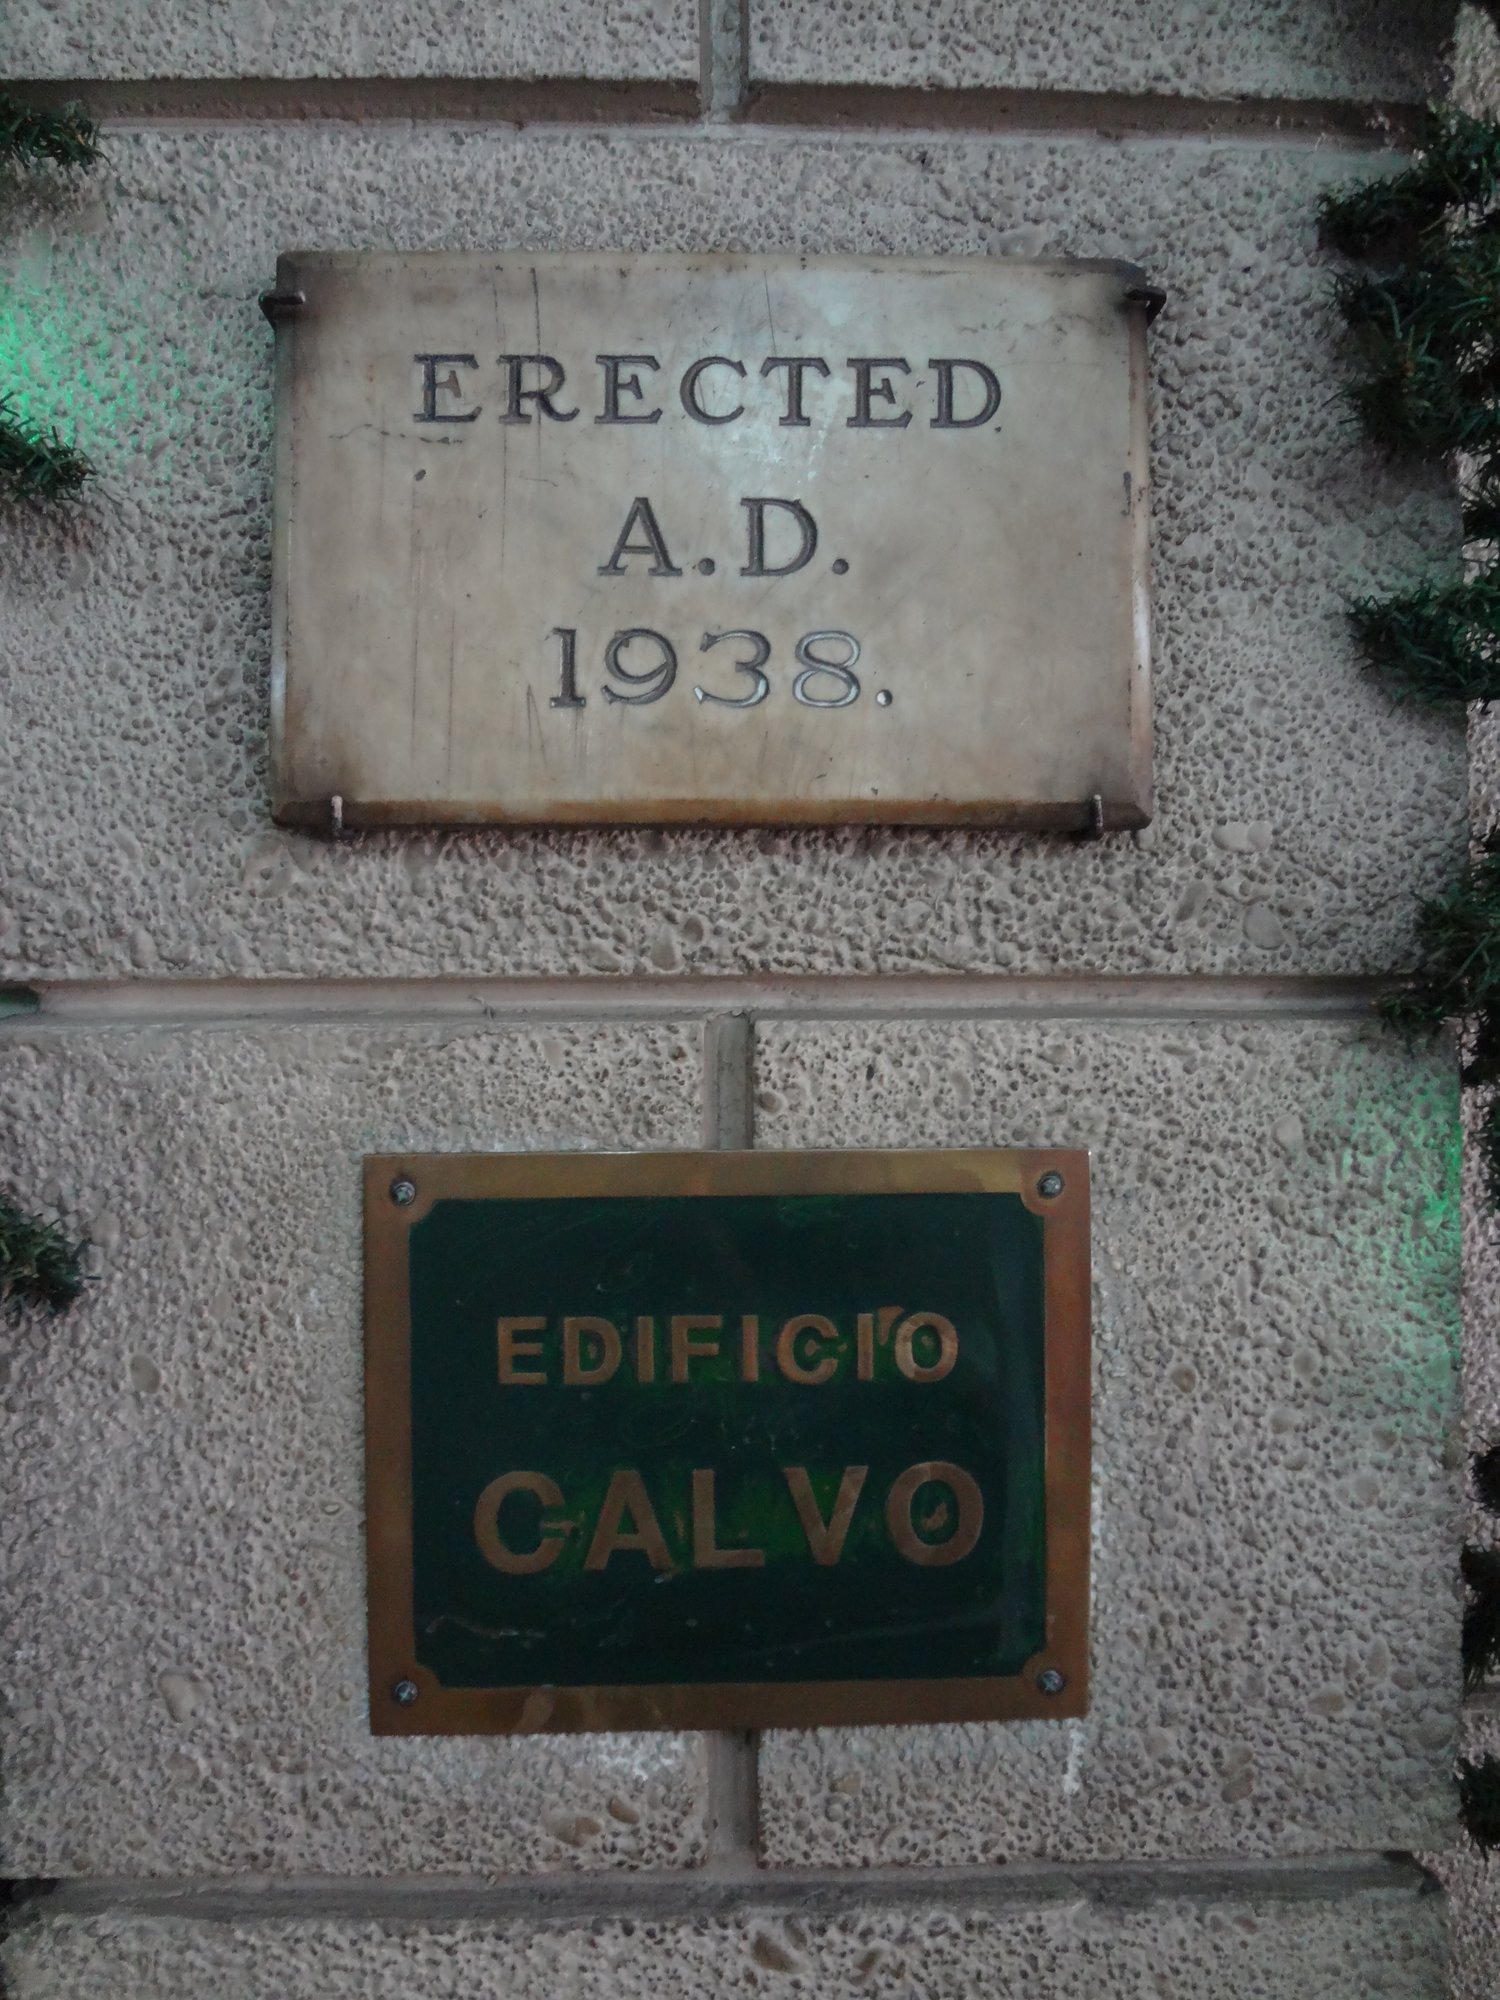 ERECTED
A.D.
1938.
EDIFICIO
CALVO